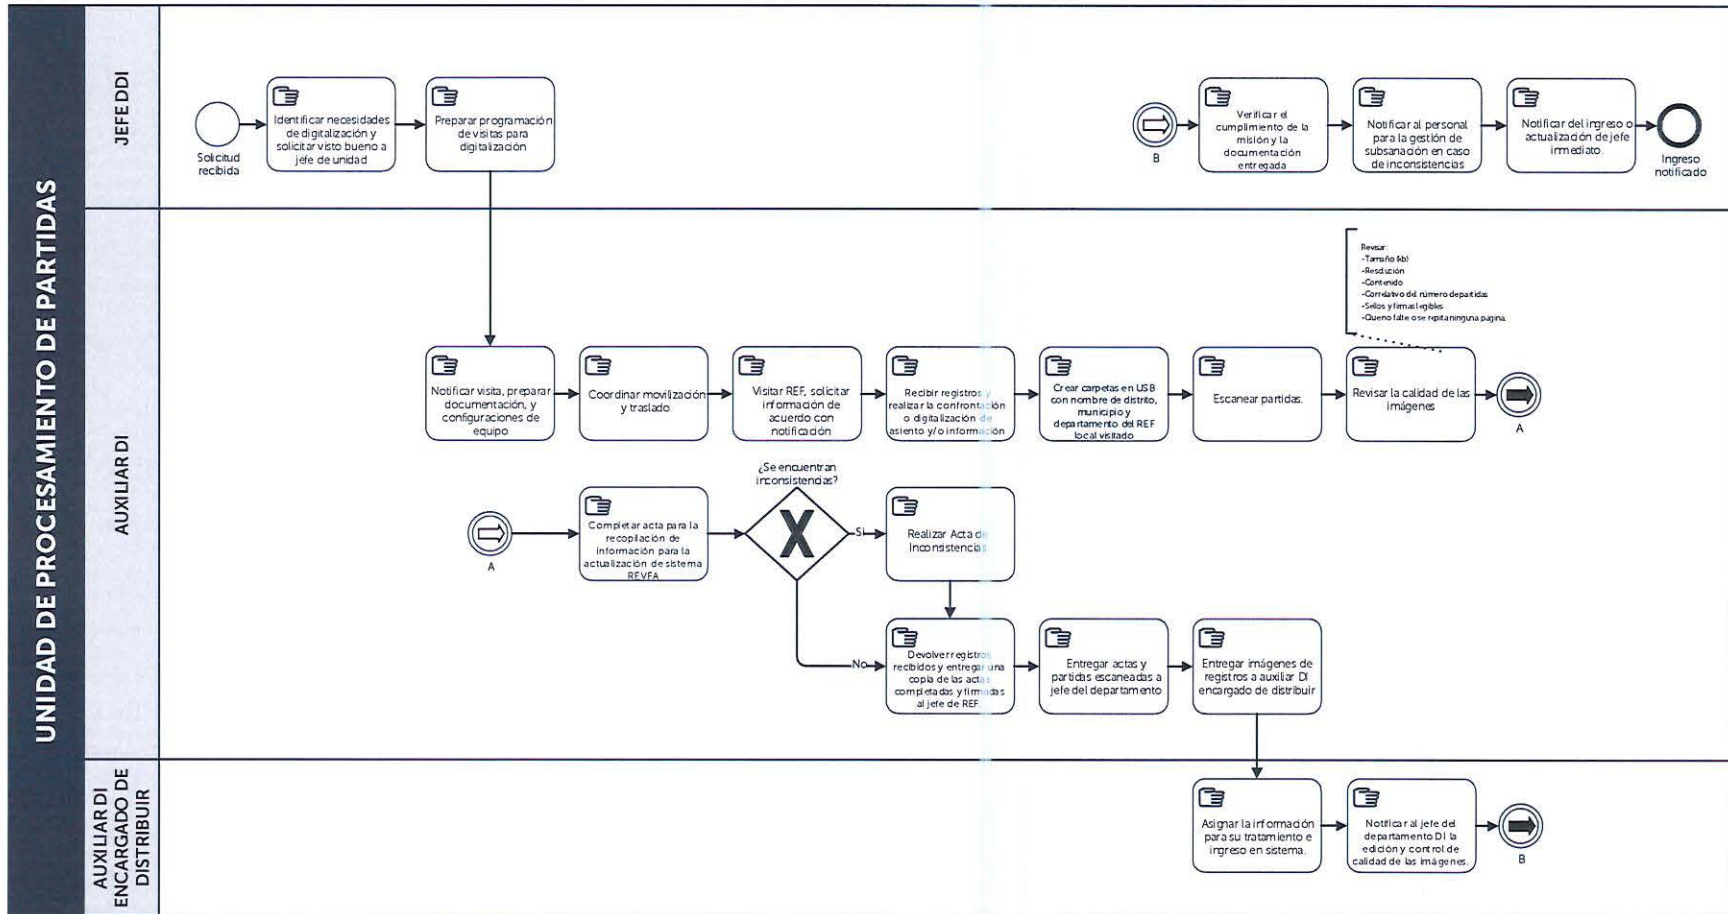 UNIDAD DE PROCESAMIENTO DE PARTIDAS
JEFE DDI
Solicitud
recibida
Identificar necesidades
de digitalización y
solicitar visto bueno a
jefe de unidad
Preparar programación
de visitas para
digitalización
B
Verificar el
cumplimiento de la
misión y la
documentación
entregada
Notificar al personal
para la gestión de
subsanación en caso
de inconsistencias
Notificar del ingreso o
actualización de jefe
inmediato.
Ingreso
notificado
AUXILIAR DI
Revisar:
-Tamaño (kb)
-Resolución
-Contenido
-Correlativo del número de partidas
-Sellos y firmas legibles
-Que no falte o se repita ninguna página.
Notificar visita, preparar
documentación, y
configuraciones de
equipo
Coordinar movilización
y traslado.
Visitar REF, solicitar
información de
acuerdo con
notificación
Recibir registros y
realizar la confrontación
o digitalización de
asiento y/o información
Crear carpetas en USB
con nombre de distrito,
municipio y
departamento del REF
local visitado
Escanear partidas.
Revisar la calidad de las
imágenes
A
A
Completar acta para la
recopilación de
información para la
actualización de sistema
REVFA
¿Se encuentran
inconsistencias?
Si
Realizar Acta de
Inconsistencias
No
Devolver registros
recibidos y entregar una
copia de las actas
completadas y firmadas
al jefe de REF
Entregar actas y
partidas escaneadas a
jefe del departamento
Entregar imágenes de
registros a auxiliar DI
encargado de distribuir
AUXILIAR DI
ENCARGADO DE
DISTRIBUIR
Asignar la información
para su tratamiento e
ingreso en sistema.
Notificar al jefe del
departamento DI la
edición y control de
calidad de las imágenes.
B